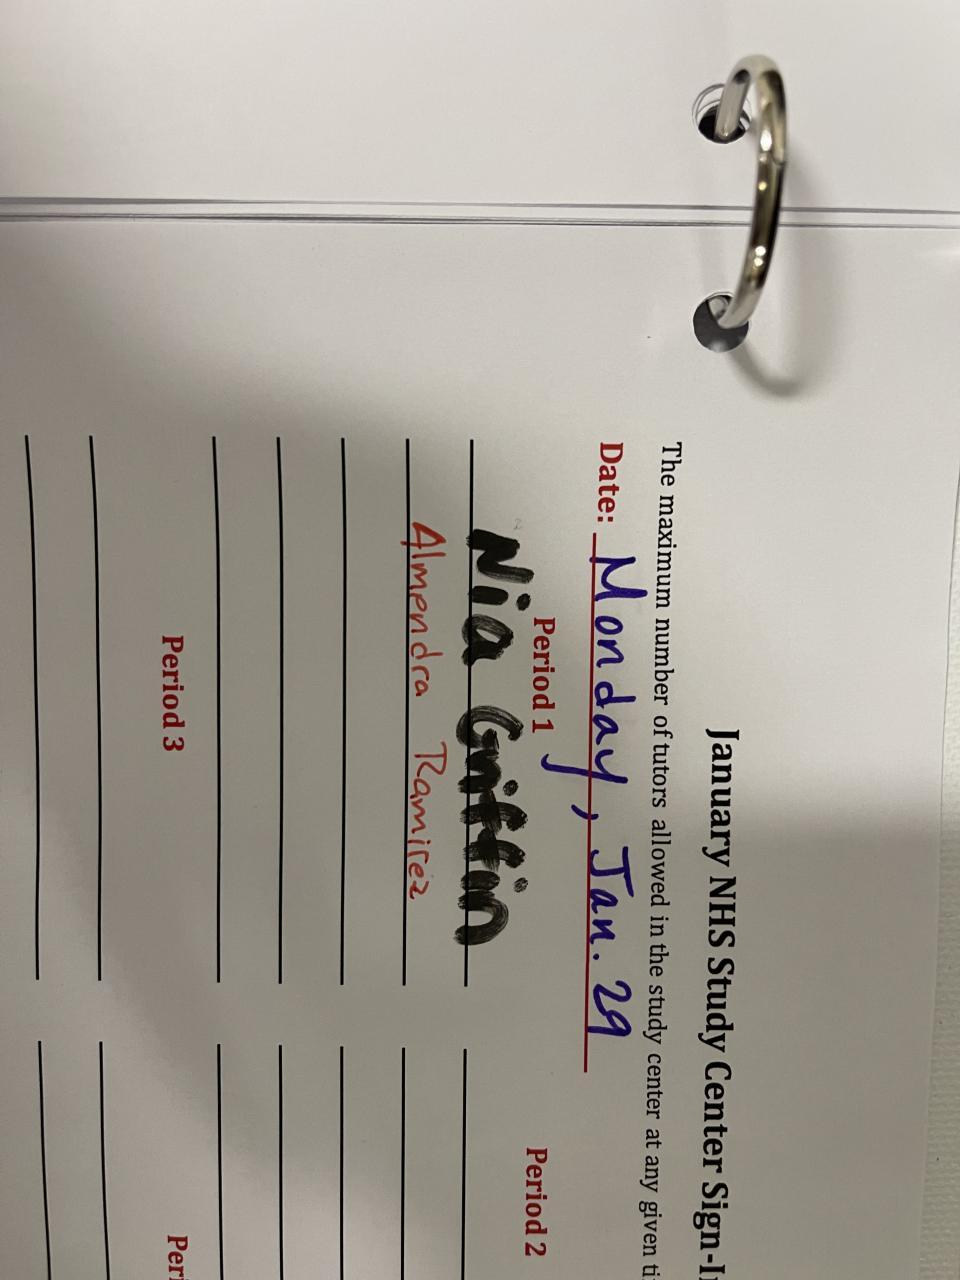 January NHS Study Center Sign-I
The maximum number of tutors allowed in the study center at any given ti
Date: Monday, Jan. 29
Period 1
Period 2
Nia Griffin
Almendra Ramirez
Period 3
Peri